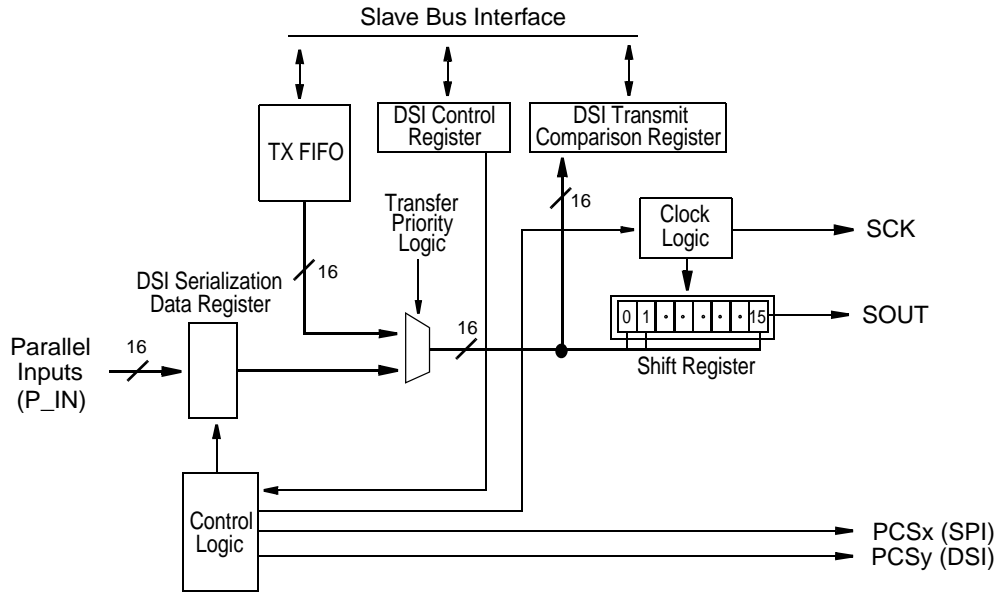 Slave Bus Interface
TX FIFO
DSI Control
Register
DSI Transmit
Comparison Register
16
Transfer
Priority
Logic
Clock
Logic
SCK
16
DSI Serialization
Data Register
0 1 · · · · · 15
SOUT
16
Shift Register
Parallel
Inputs
(P_IN)
16
Control
Logic
PCSx (SPI)
PCSy (DSI)